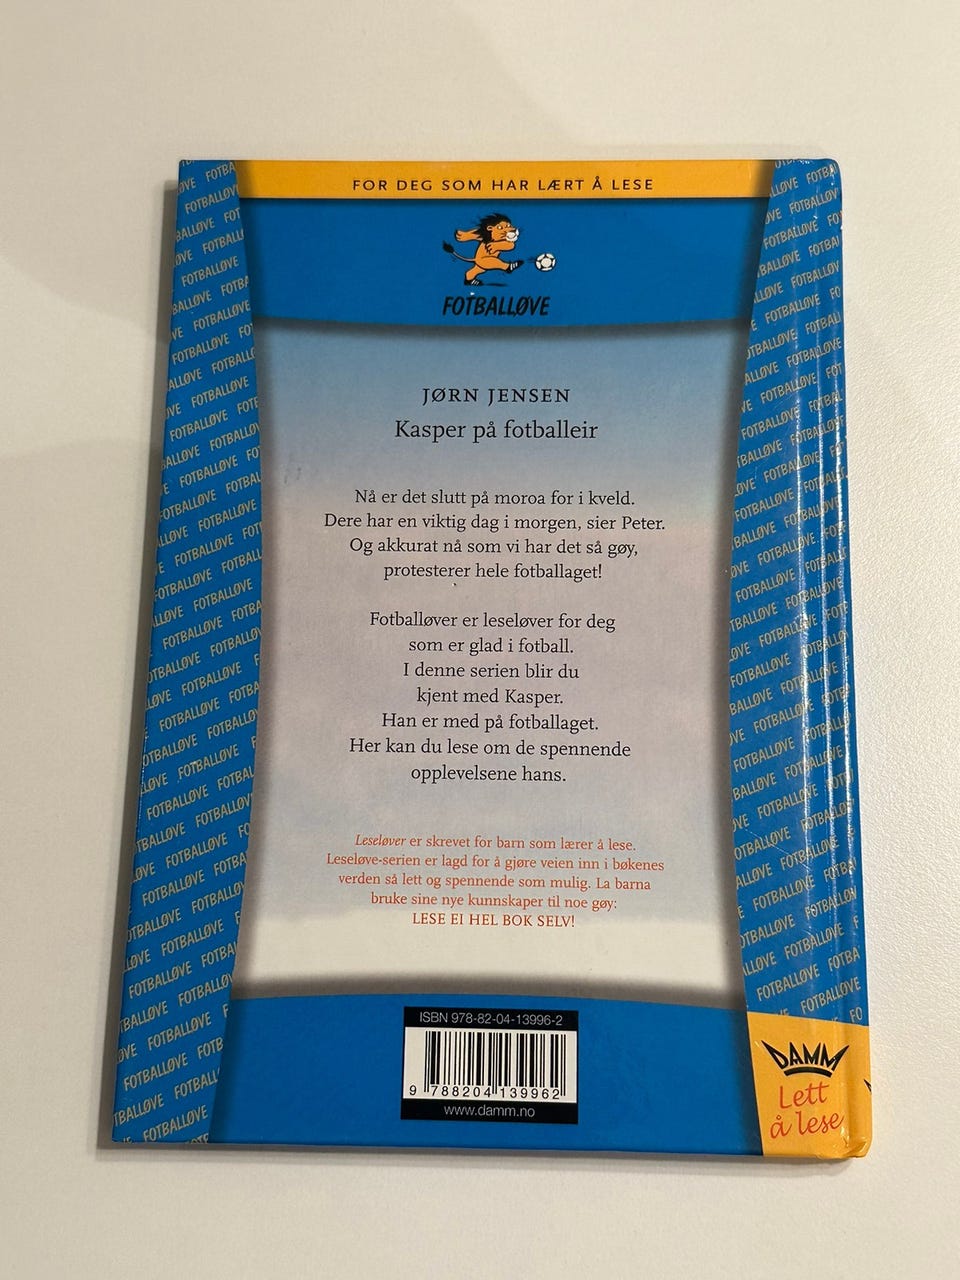 FOR DEG SOM HAR LÆRT Å LESE
FOTBALLØVE
JØRN JENSEN
Kasper på fotballeir
Nå er det slutt på moroa for i kveld.
Dere har en viktig dag i morgen, sier Peter.
Og akkurat nå som vi har det så gøy,
protesterer hele fotballaget!
Fotballøver er leseløver for deg
som er glad i fotball.
I denne serien blir du
kjent med Kasper.
Han er med på fotballaget.
Her kan du lese om de spennende
opplevelsene hans.
Leseløver er skrevet for barn som lærer å lese.
Leseløve-serien er lagd for å gjøre veien inn i bøkenes
verden så lett og spennende som mulig. La barna
bruke sine nye kunnskaper til noe gøy:
LESE EI HEL BOK SELV!
ISBN 978-82-04-13996-2
9 788204 139962
www.damm.no
DAMM
Lett
å lese